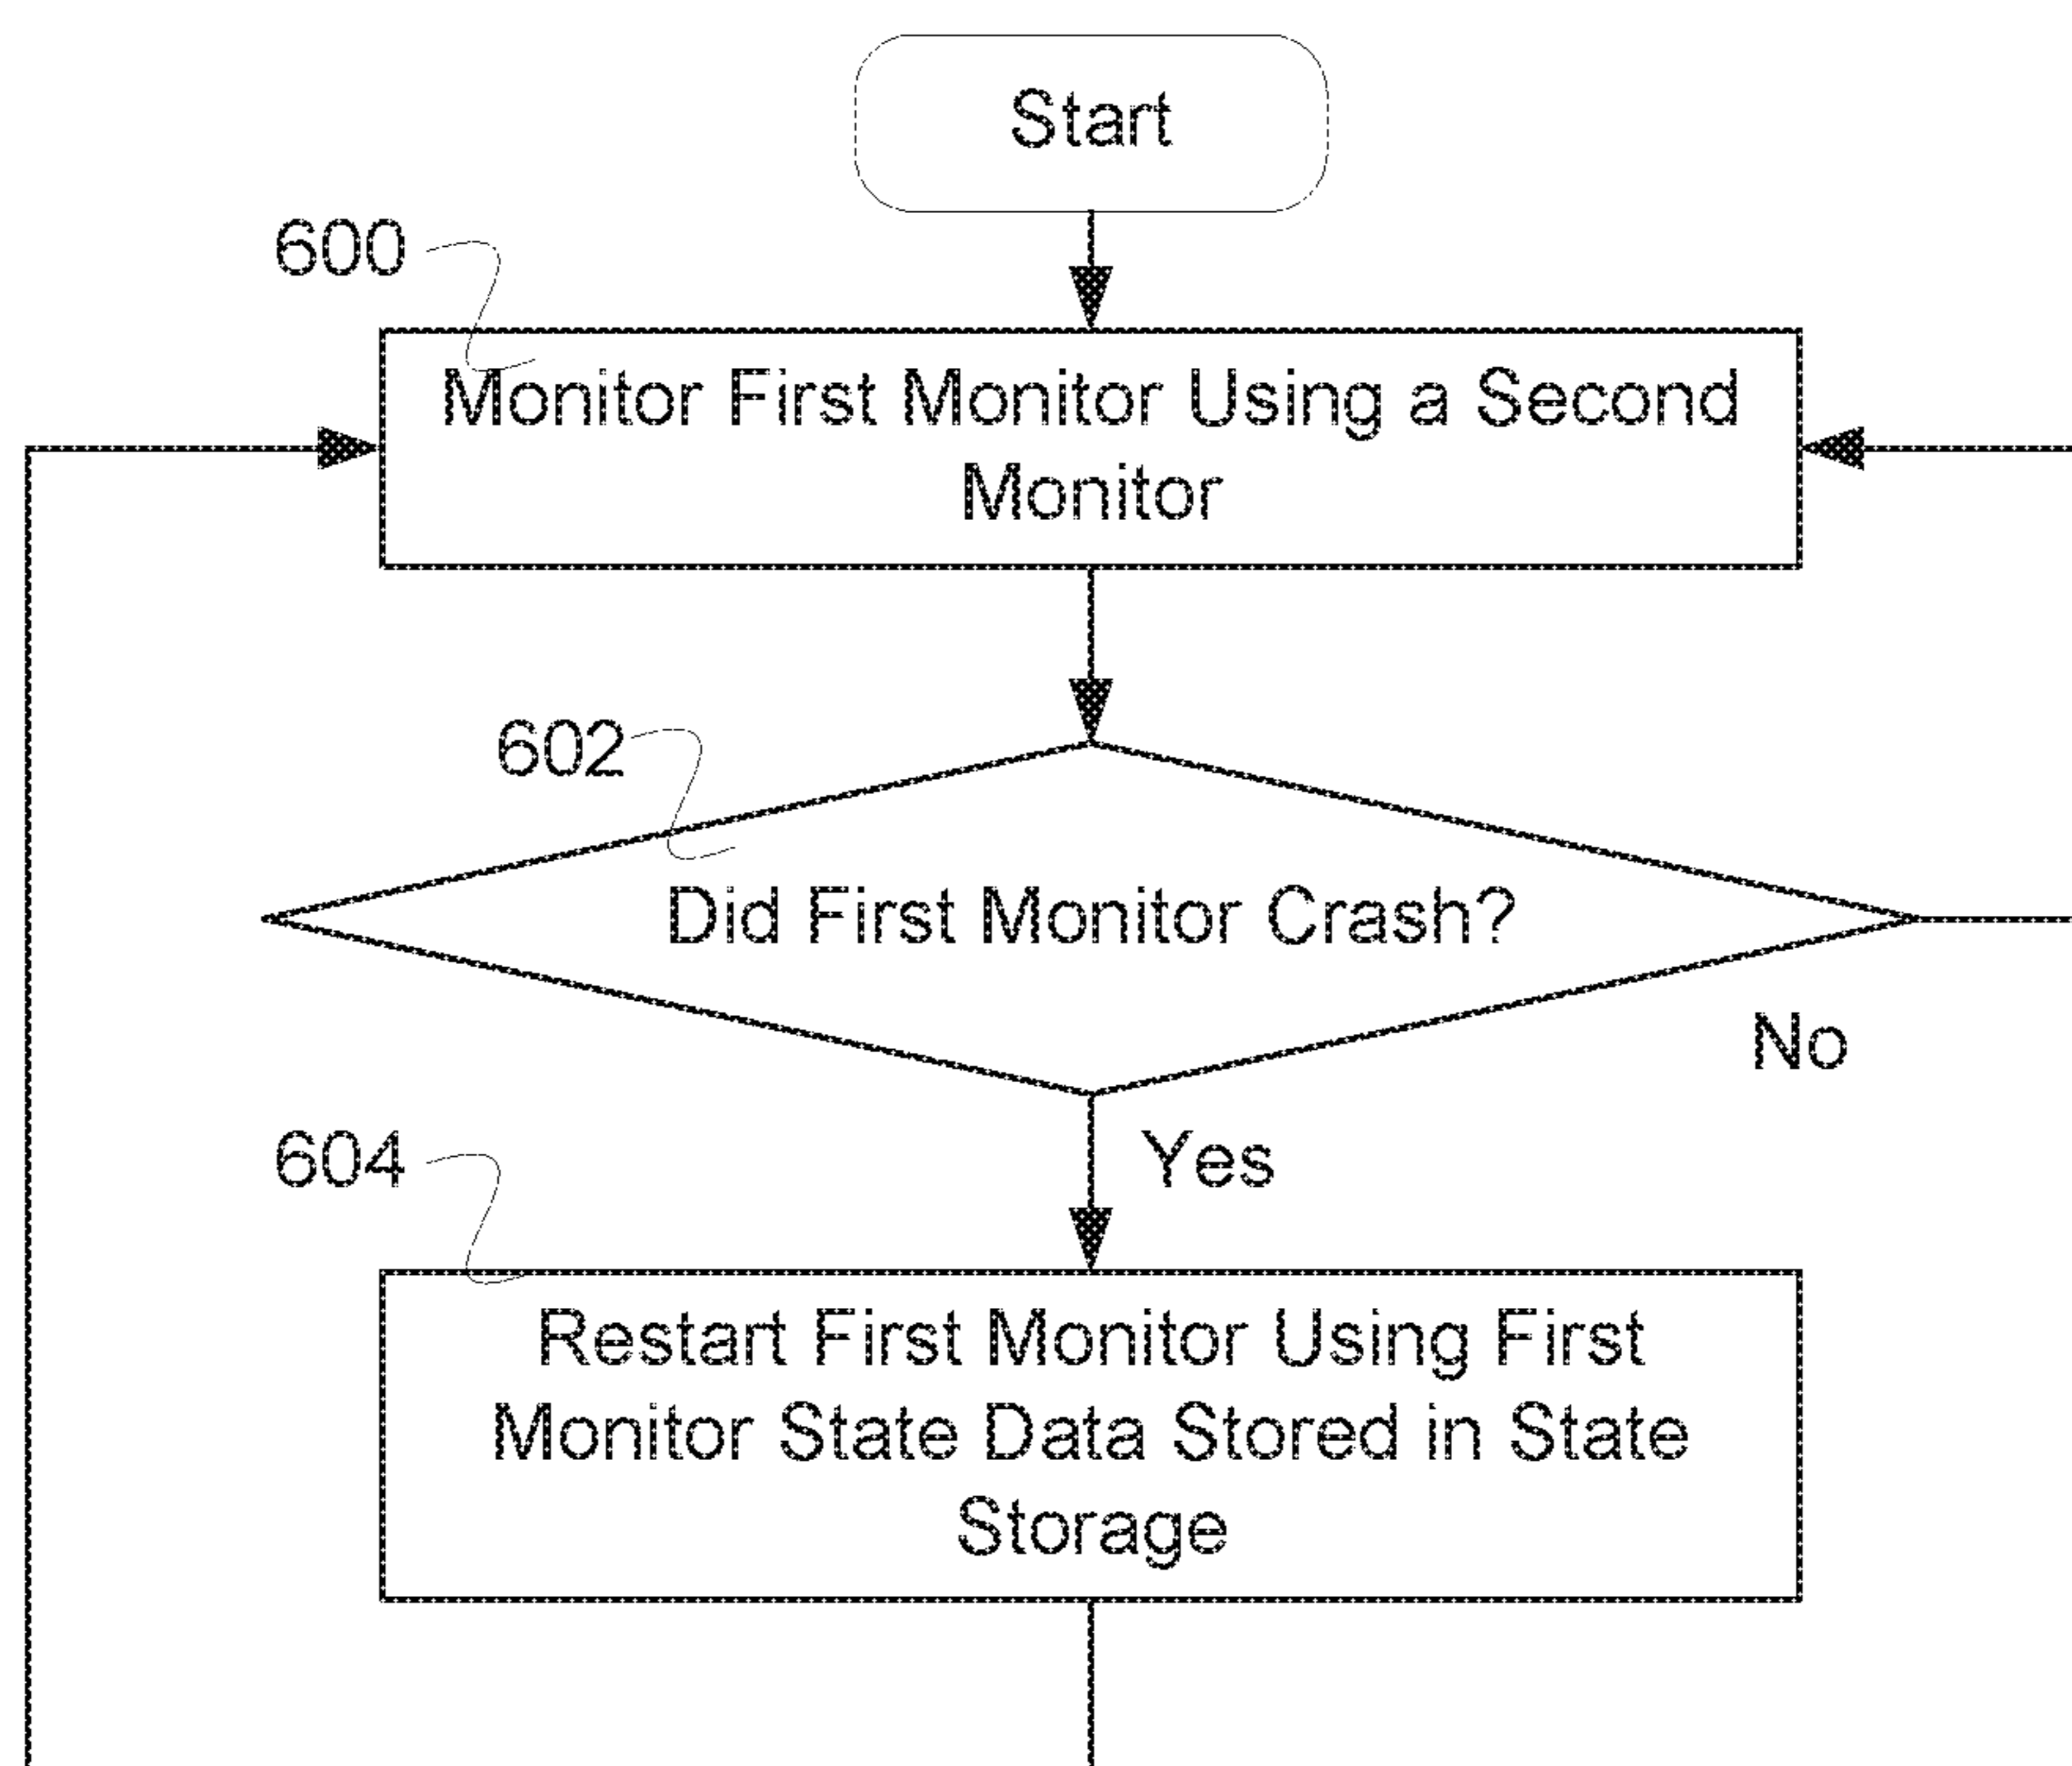 Start
600
Monitor First Monitor Using a Second
Monitor
602
Did First Monitor Crash?
No
604
Yes
Restart First Monitor Using First
Monitor State Data Stored in State
Storage